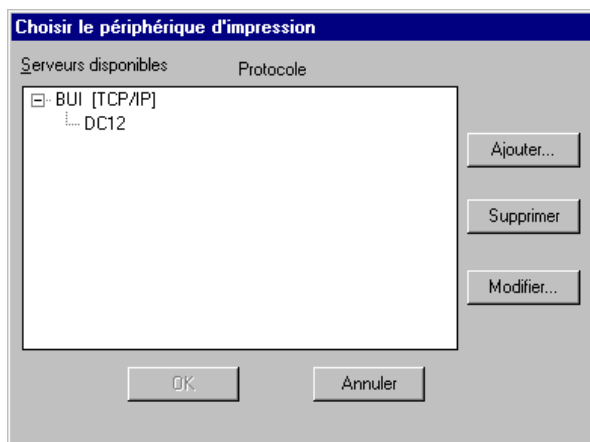 Choisir le périphérique d'impression
Serveurs disponibles Protocole
BUI [TCP/IP]
DC12
Ajouter...
Supprimer
Modifier...
OK Annuler